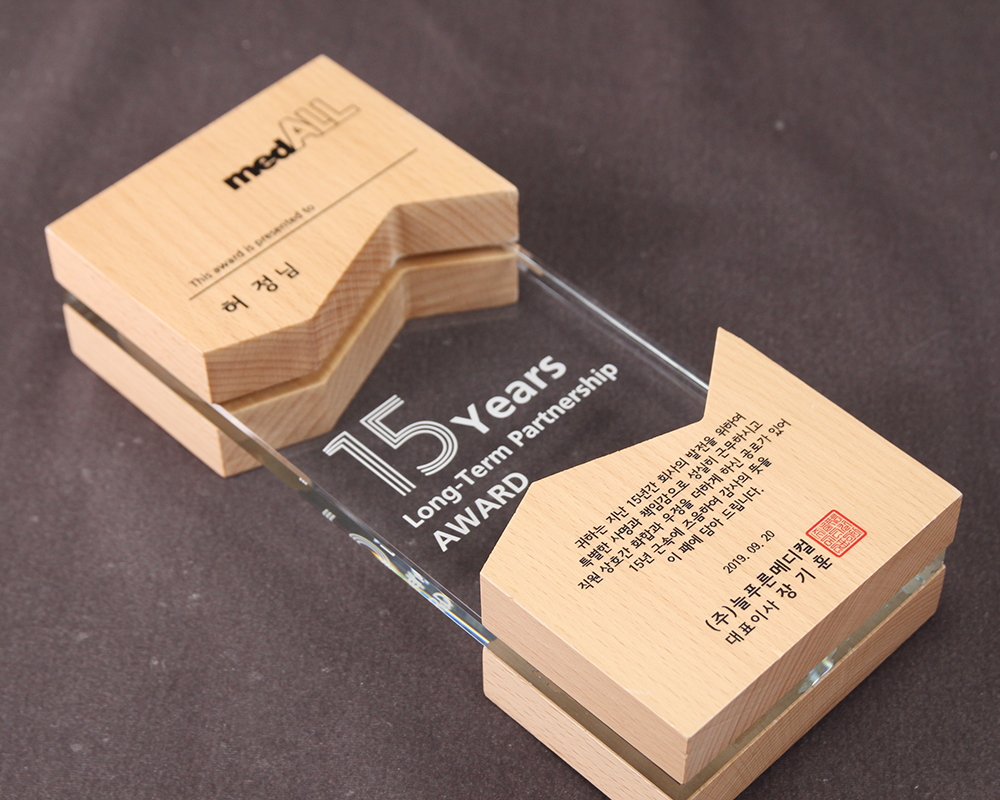 medALL
This award is presented to
허 정 님
15 Years
Long-Term Partnership
AWARD
귀하는 지난 15년간 회사의 발전을 위하여
특별한 사명과 책임감으로 성실히 근무하시고
직원 상호간 화합과 우정을 더하게 하신 공로가 있어
15년 근속에 즈음하여 감사의 뜻을
이 패에 담아 드립니다.
2019. 09. 20
(주)늘푸른메디컬
대표이사 장 기 훈